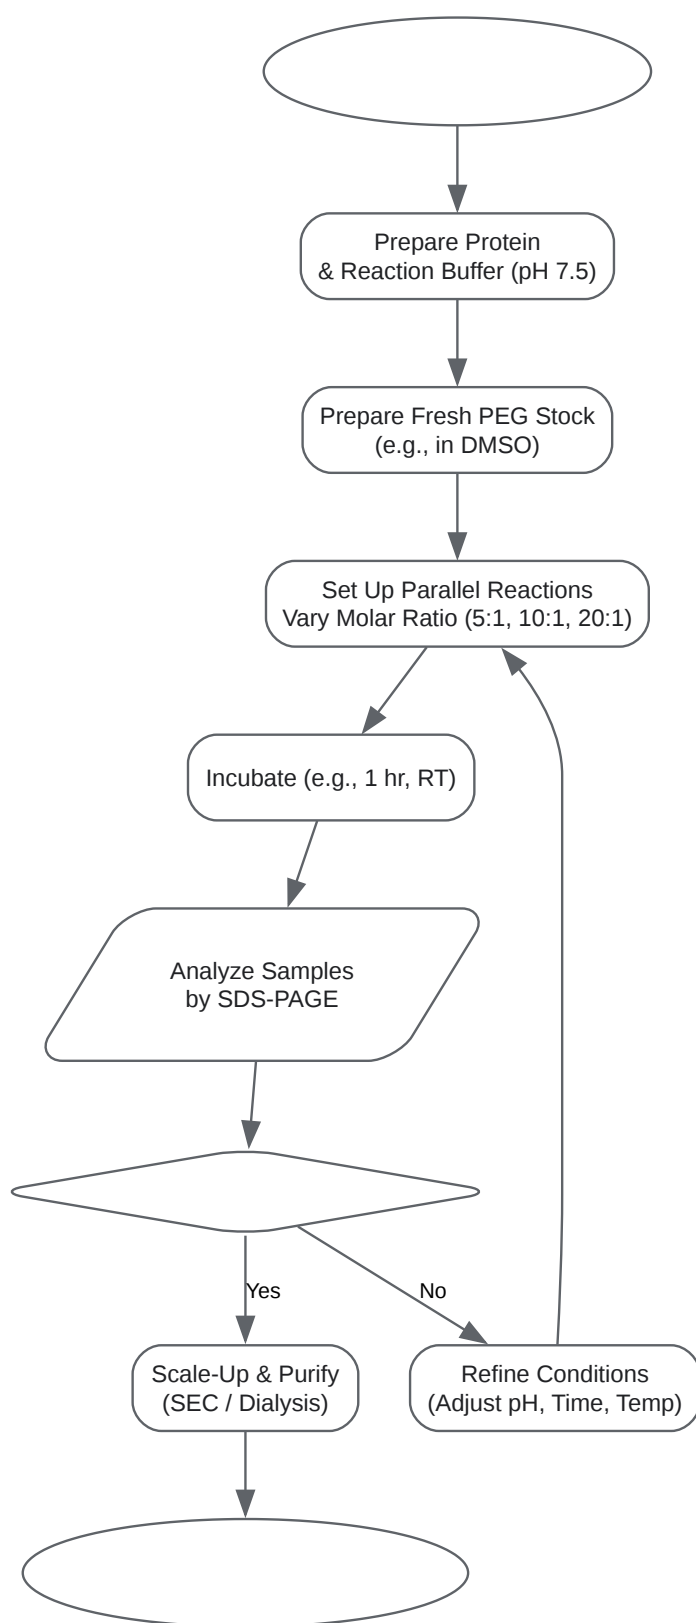 Prepare Protein
& Reaction Buffer (pH 7.5)
Prepare Fresh PEG Stock
(e.g., in DMSO)
Set Up Parallel Reactions
Vary Molar Ratio (5:1, 10:1, 20:1)
Incubate (e.g., 1 hr, RT)
Analyze Samples
by SDS-PAGE
Yes
No
Scale-Up & Purify
(SEC / Dialysis)
Refine Conditions
(Adjust pH, Time, Temp)